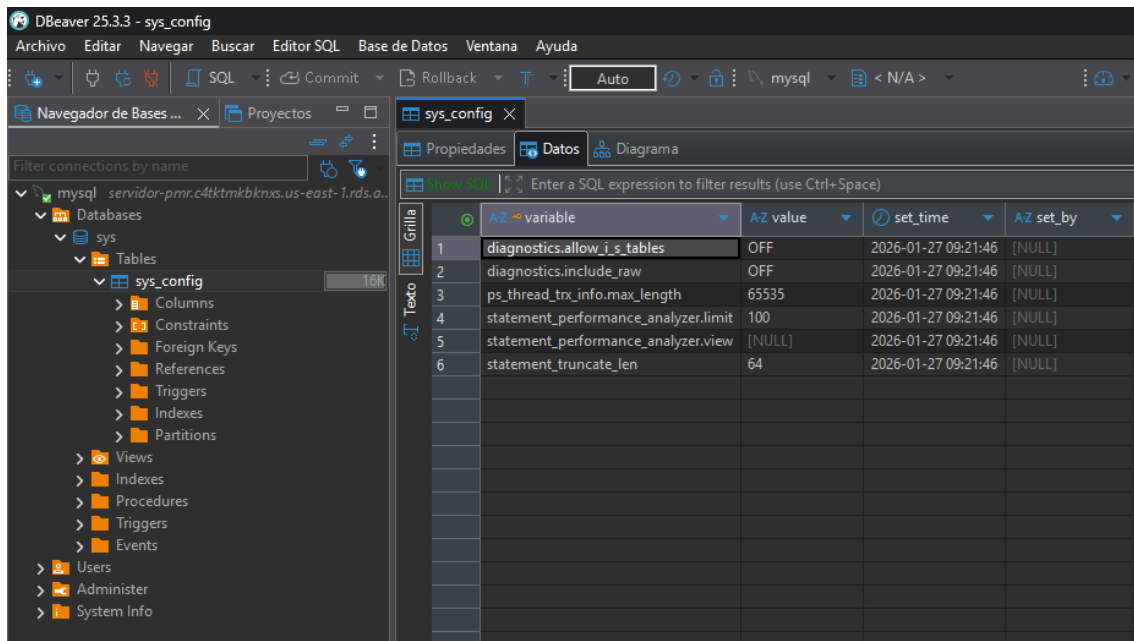 DBeaver 25.3.3 - sys_config
Archivo Editar Navegar Buscar Editor SQL Base de Datos Ventana Ayuda
SQL Commit Rollback T Auto mysql < N/A >
Navegador de Bases ... Proyectos
sys_config
Propiedades Datos Diagrama
Filter connections by name
Show SQL Enter a SQL expression to filter results (use Ctrl+Space)
mysql servidor-pmr.c4tktmkbknxs.us-east-1.rds.a..
Databases
sys
Tables
sys_config 16K
Columns
Constraints
Foreign Keys
References
Triggers
Indexes
Partitions
Views
Indexes
Procedures
Triggers
Events
Users
Administer
System Info
Grilla
Texto
A-Z variable A-Z value set_time A-Z set_by
1 diagnostics.allow_i_s_tables OFF 2026-01-27 09:21:46 [NULL]
2 diagnostics.include_raw OFF 2026-01-27 09:21:46 [NULL]
3 ps_thread_trx_info.max_length 65535 2026-01-27 09:21:46 [NULL]
4 statement_performance_analyzer.limit 100 2026-01-27 09:21:46 [NULL]
5 statement_performance_analyzer.view [NULL] 2026-01-27 09:21:46 [NULL]
6 statement_truncate_len 64 2026-01-27 09:21:46 [NULL]